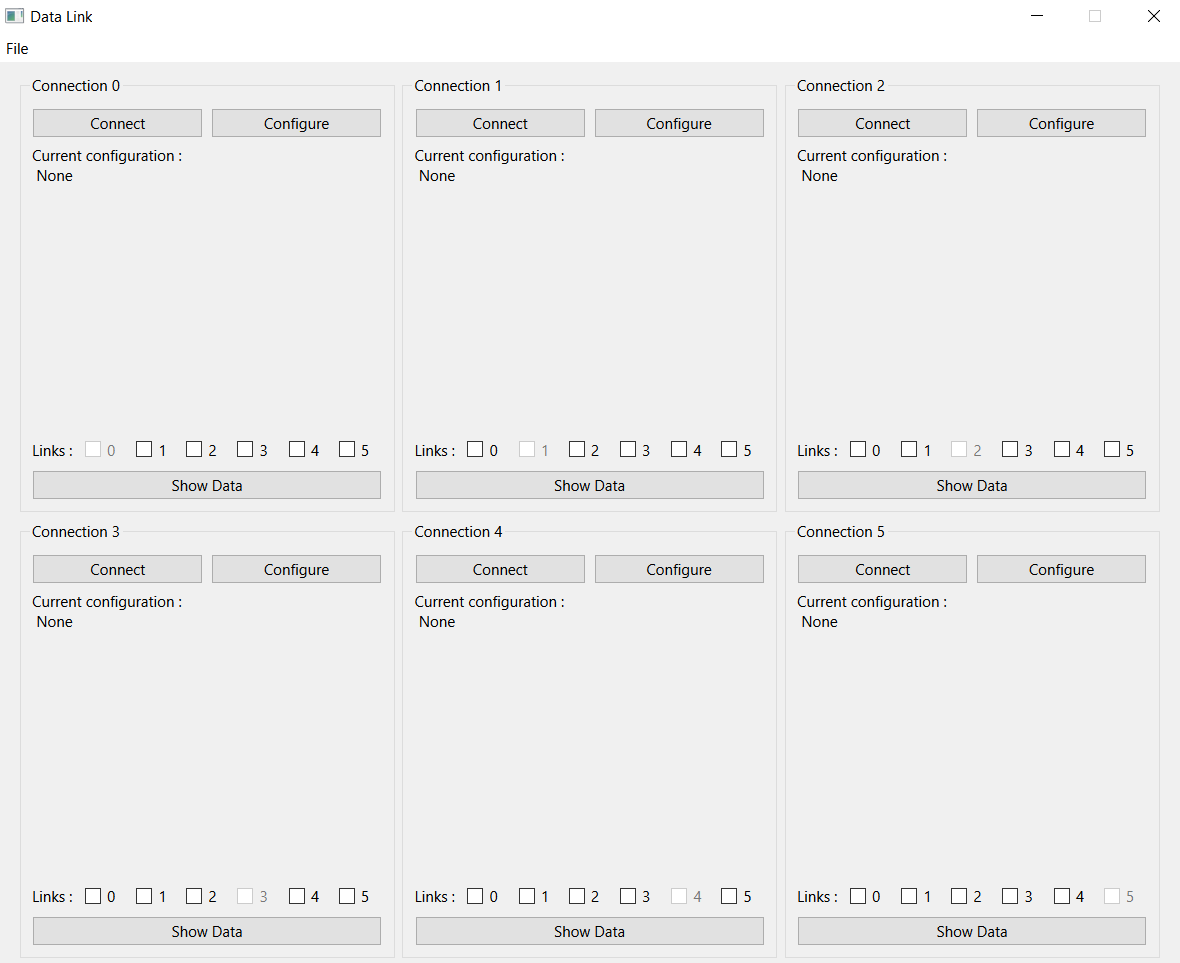 Data Link
File
Connection 0
Connect Configure
Current configuration :
None
Links : 0 1 2 3 4 5
Show Data
Connection 1
Connect Configure
Current configuration :
None
Links : 0 1 2 3 4 5
Show Data
Connection 2
Connect Configure
Current configuration :
None
Links : 0 1 2 3 4 5
Show Data
Connection 3
Connect Configure
Current configuration :
None
Links : 0 1 2 3 4 5
Show Data
Connection 4
Connect Configure
Current configuration :
None
Links : 0 1 2 3 4 5
Show Data
Connection 5
Connect Configure
Current configuration :
None
Links : 0 1 2 3 4 5
Show Data